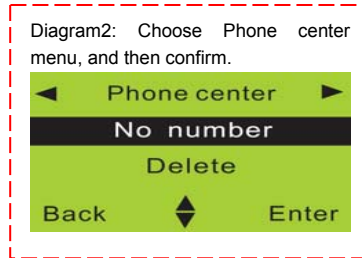 Diagram2: Choose Phone center
menu, and then confirm.
Phone center
No number
Delete
Back Enter